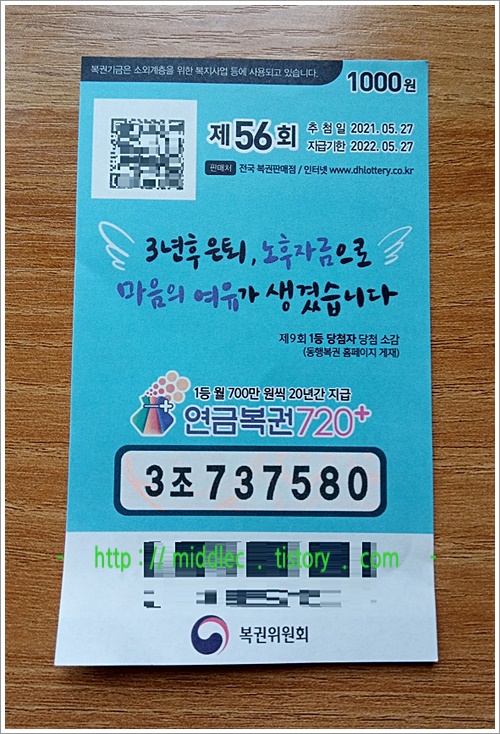 복권기금은 소외계층을 위한 복지사업 등에 사용되고 있습니다.
1000원
제56회
추 첨 일 2021. 05. 27
지급기한 2022. 05. 27
판매처 전국 복권판매점 / 인터넷 www.dhlottery.co.kr
3년후 은퇴, 노후자금으로
마음의 여유가 생겼습니다
제9회 1등 당첨자 당첨 소감
(동행복권 홈페이지 게재)
1등 월 700만 원씩 20년간 지급
연금복권720+
3조 737580
http : // middlec . tistory . com
복권위원회